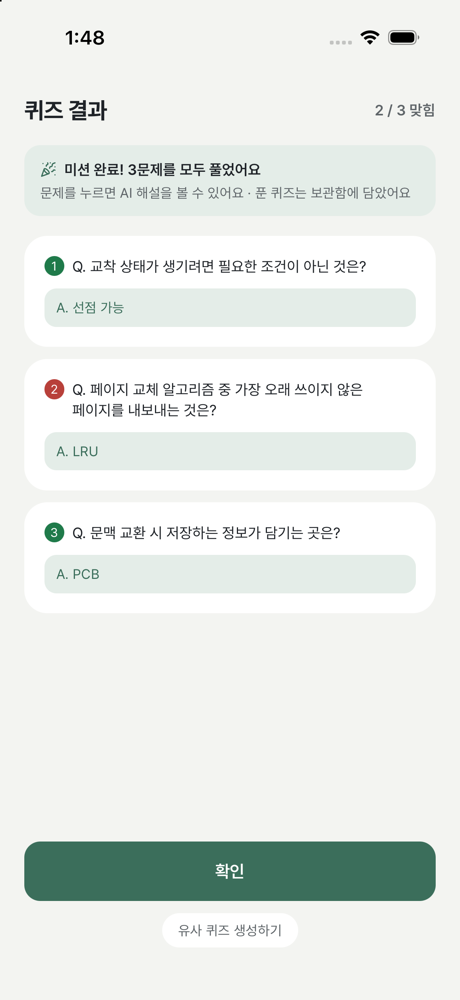 1:48
퀴즈 결과
2 / 3 맞힘
미션 완료! 3문제를 모두 풀었어요
문제를 누르면 AI 해설을 볼 수 있어요 · 푼 퀴즈는 보관함에 담았어요
1 Q. 교착 상태가 생기려면 필요한 조건이 아닌 것은?
A. 선점 가능
2 Q. 페이지 교체 알고리즘 중 가장 오래 쓰이지 않은
페이지를 내보내는 것은?
A. LRU
3 Q. 문맥 교환 시 저장하는 정보가 담기는 곳은?
A. PCB
확인
유사 퀴즈 생성하기